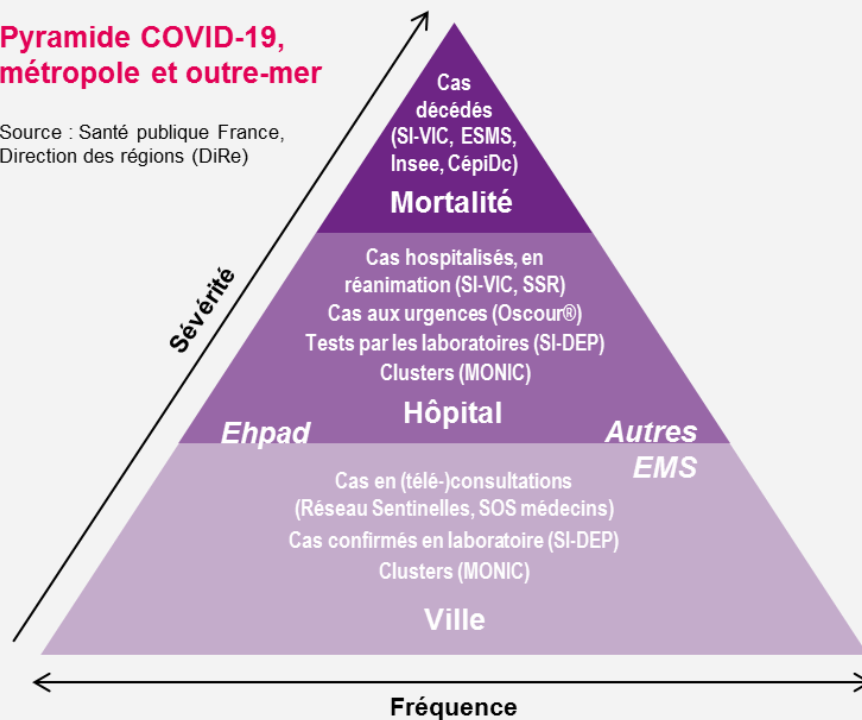 Pyramide COVID-19,
métropole et outre-mer
Source : Santé publique France,
Direction des régions (DiRe)
Cas
décédés
(SI-VIC, ESMS,
Insee, CépiDc)
Mortalité
Sévérité
Cas hospitalisés, en
réanimation (SI-VIC, SSR)
Cas aux urgences (Oscour®)
Tests par les laboratoires (SI-DEP)
Clusters (MONIC)
Hôpital
Ehpad
Autres
EMS
Cas en (télé-)consultations
(Réseau Sentinelles, SOS médecins)
Cas confirmés en laboratoire (SI-DEP)
Clusters (MONIC)
Ville
Fréquence